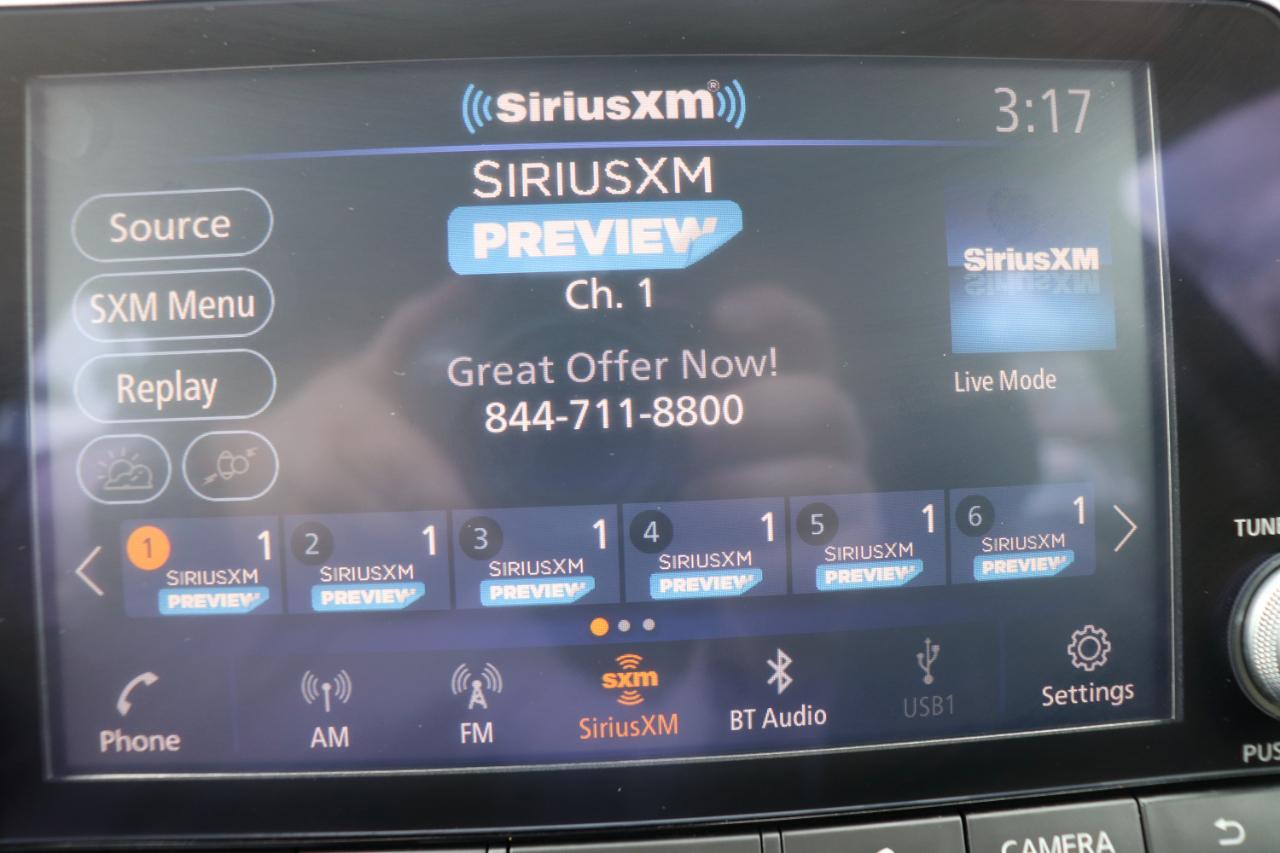 SiriusXM®
3:17
SIRIUSXM
PREVIEW
Ch. 1
Source
SXM Menu
Replay
SiriusXM
Live Mode
Great Offer Now!
844-711-8800
1 1
SIRIUSXM
PREVIEW
2 1
SIRIUSXM
PREVIEW
3 1
SIRIUSXM
PREVIEW
4 1
SIRIUSXM
PREVIEW
5 1
SIRIUSXM
PREVIEW
6 1
SIRIUSXM
PREVIEW
Phone
AM
FM
sxm
SiriusXM
BT Audio
USB1
Settings
TUNE
PUS
CAMERA